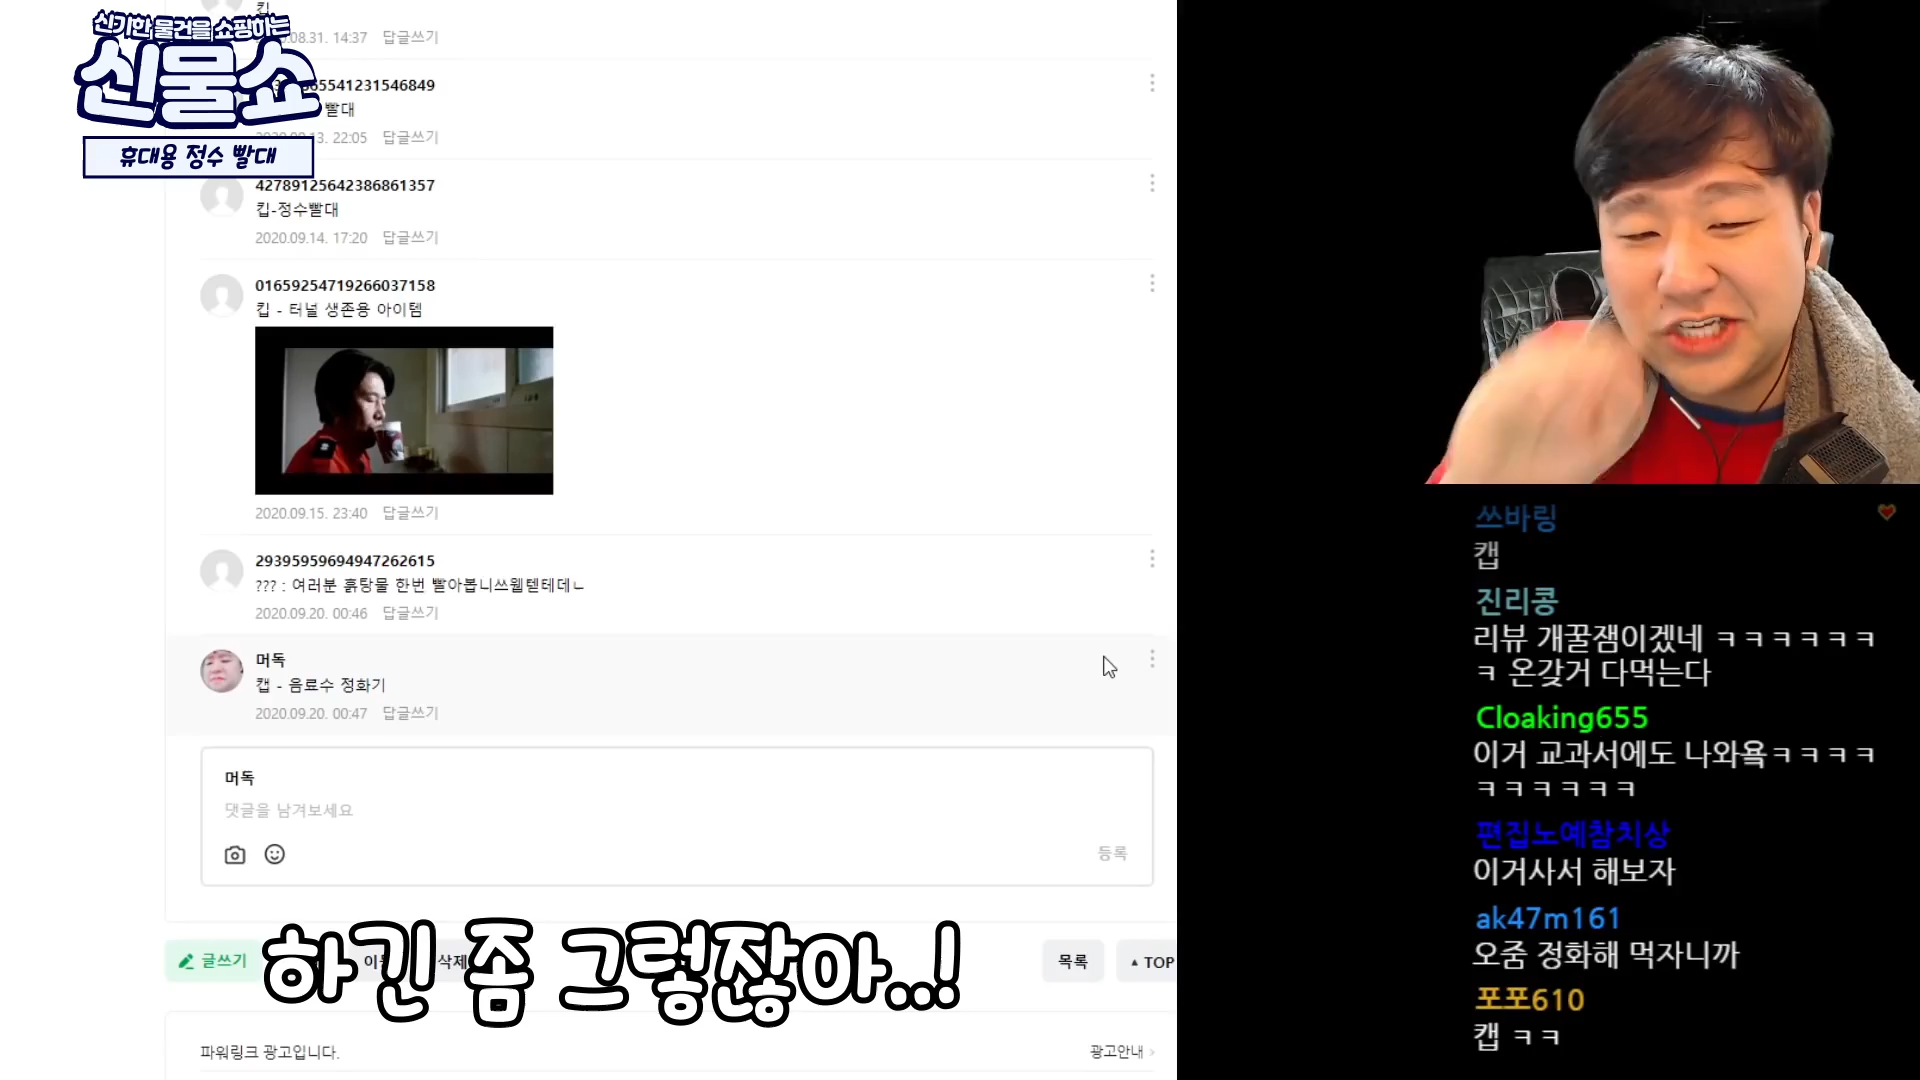 신기한 물건을 쇼핑하는
신물쇼
휴대용 정수 빨대
킵
.08.31. 14:37 답글쓰기
65541231546849
빨대
3. 22:05 답글쓰기
42789125642386861357
킵-정수빨대
2020.09.14. 17:20 답글쓰기
01659254719266037158
킵 - 터널 생존용 아이템
2020.09.15. 23:40 답글쓰기
29395959694947262615
??? : 여러분 흙탕물 한번 빨아봅니쓰웰텐테데ㄴ
2020.09.20. 00:46 답글쓰기
머독
캡 - 음료수 정화기
2020.09.20. 00:47 답글쓰기
머독
댓글을 남겨보세요
등록
글쓰기
삭제
목록
TOP
하긴 좀 그렇잖아..!
파워링크 광고입니다.
광고안내
쓰바링
캡
진리콩
리뷰 개꿀잼이겠네 ㅋㅋㅋㅋㅋㅋ
ㅋ 온갖거 다먹는다
Cloaking655
이거 교과서에도 나와욬ㅋㅋㅋㅋ
ㅋㅋㅋㅋㅋㅋ
편집노예참치상
이거사서 해보자
ak47m161
오줌 정화해 먹자니까
포포610
캡 ㅋㅋ